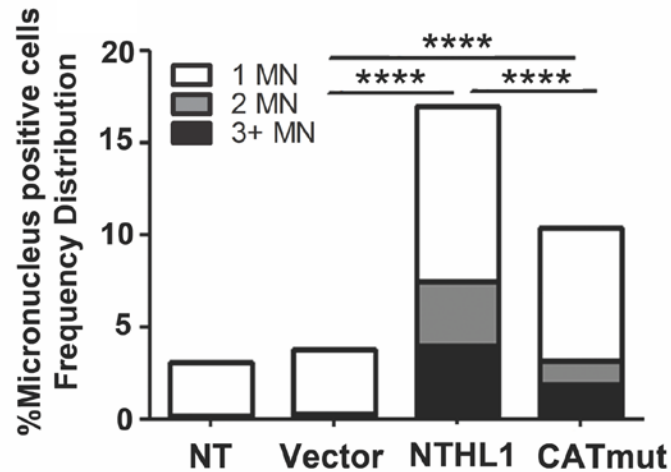 %Micronucleus positive cells
Frequency Distribution
20
15
10
5
0
1 MN
2 MN
3+ MN
****
****
****
NT Vector NTHL1 CATmut